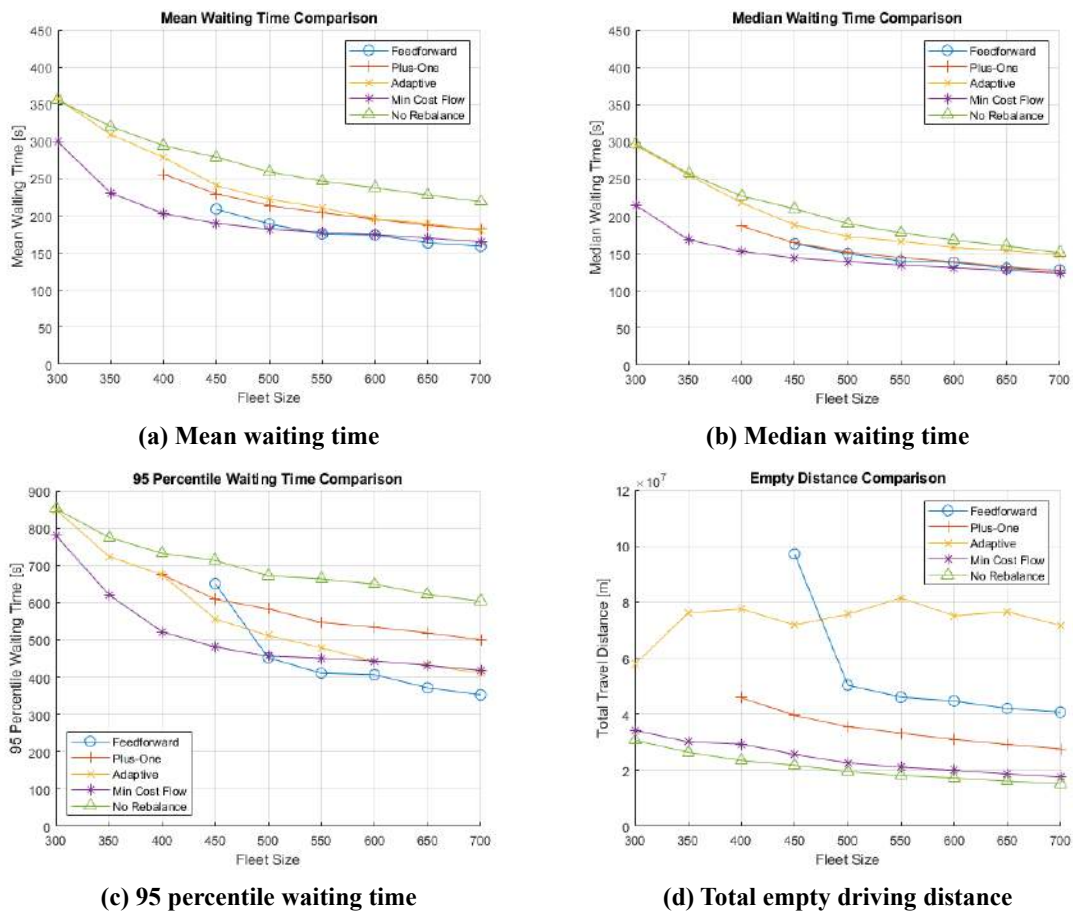 Mean Waiting Time Comparison
450
400
350
300
250
200
150
100
50
0
Mean Waiting Time [s]
Feedforward
Plus-One
Adaptive
Min Cost Flow
No Rebalance
300 350 400 450 500 550 600 650 700
Fleet Size
(a) Mean waiting time
Median Waiting Time Comparison
450
400
350
300
250
200
150
100
50
0
Median Waiting Time [s]
Feedforward
Plus-One
Adaptive
Min Cost Flow
No Rebalance
300 350 400 450 500 550 600 650 700
Fleet Size
(b) Median waiting time
95 Percentile Waiting Time Comparison
900
800
700
600
500
400
300
200
100
0
95 Percentile Waiting Time [s]
Feedforward
Plus-One
Adaptive
Min Cost Flow
No Rebalance
300 350 400 450 500 550 600 650 700
Fleet Size
(c) 95 percentile waiting time
Empty Distance Comparison
× 10^7
12
10
8
6
4
2
0
Total Travel Distance [m]
Feedforward
Plus-One
Adaptive
Min Cost Flow
No Rebalance
300 350 400 450 500 550 600 650 700
Fleet Size
(d) Total empty driving distance